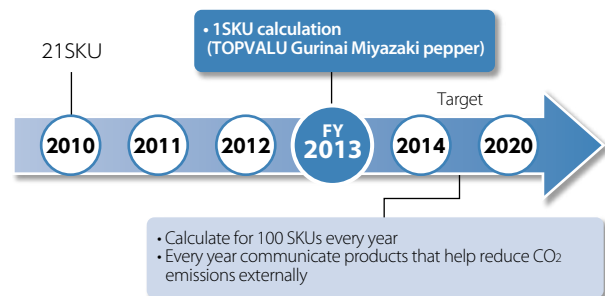 • 1SKU calculation
(TOPVALU Gurinai Miyazaki pepper)
21SKU
Target
2010
2011
2012
FY
2013
2014
2020
• Calculate for 100 SKUs every year
• Every year communicate products that help reduce CO2
emissions externally